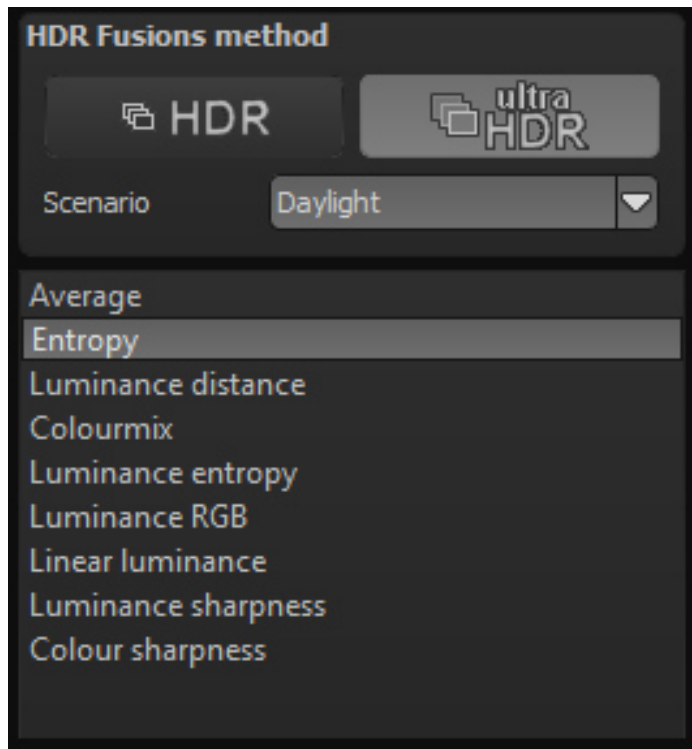 HDR Fusions method
HDR
ultra
HDR
Scenario
Daylight
Average
Entropy
Luminance distance
Colourmix
Luminance entropy
Luminance RGB
Linear luminance
Luminance sharpness
Colour sharpness